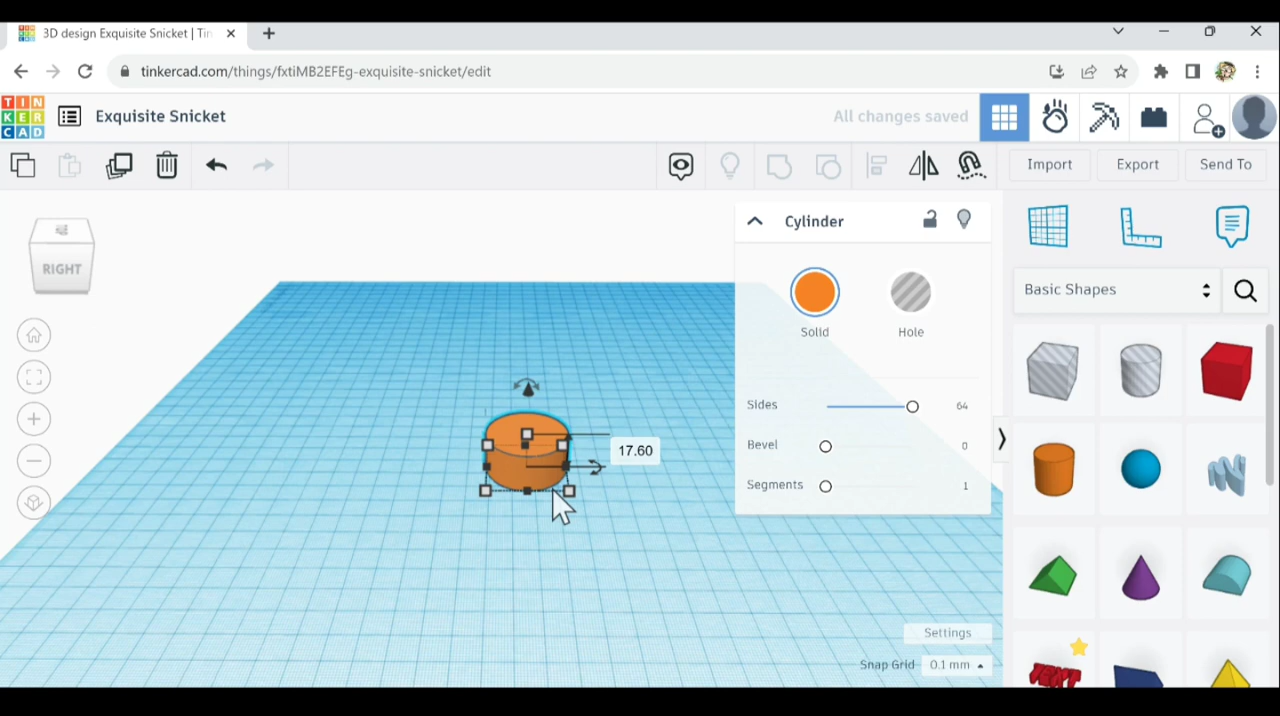 3D design Exquisite Snicket | Tin
tinkercad.com/things/fxtiMB2EFEg-exquisite-snicket/edit
TIN
KER
CAD
Exquisite Snicket
All changes saved
Import
Export
Send To
RIGHT
Cylinder
Solid
Hole
Sides
64
Bevel
0
Segments
1
17.60
Basic Shapes
TEXT
Settings
Snap Grid
0.1 mm